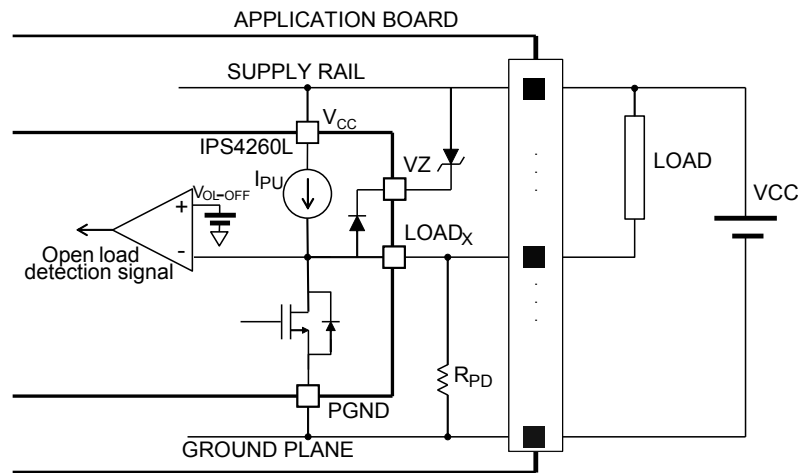 APPLICATION BOARD
SUPPLY RAIL
VCC
IPS4260L
VZ
IPU
LOAD
VOL-OFF
VCC
LOADX
Open load
detection signal
RPD
PGND
GROUND PLANE
+
-